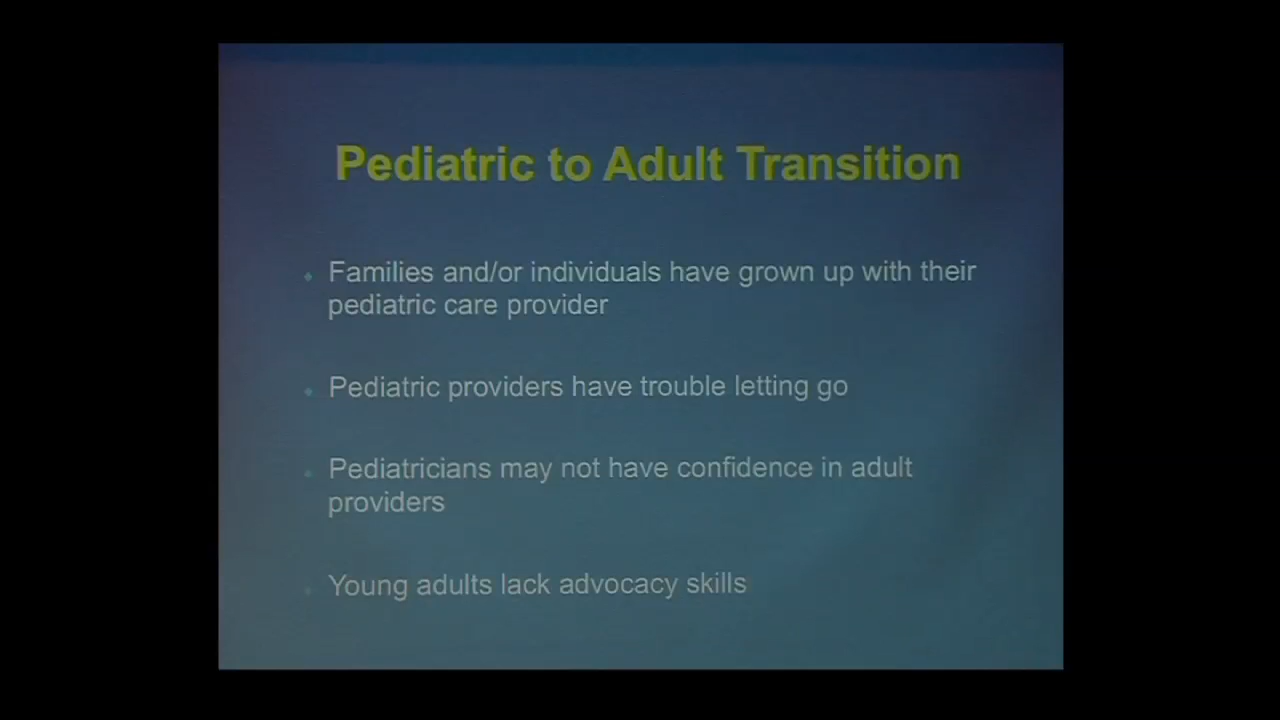 Pediatric to Adult Transition
Families and/or individuals have grown up with their
pediatric care provider
Pediatric providers have trouble letting go
Pediatricians may not have confidence in adult
providers
Young adults lack advocacy skills